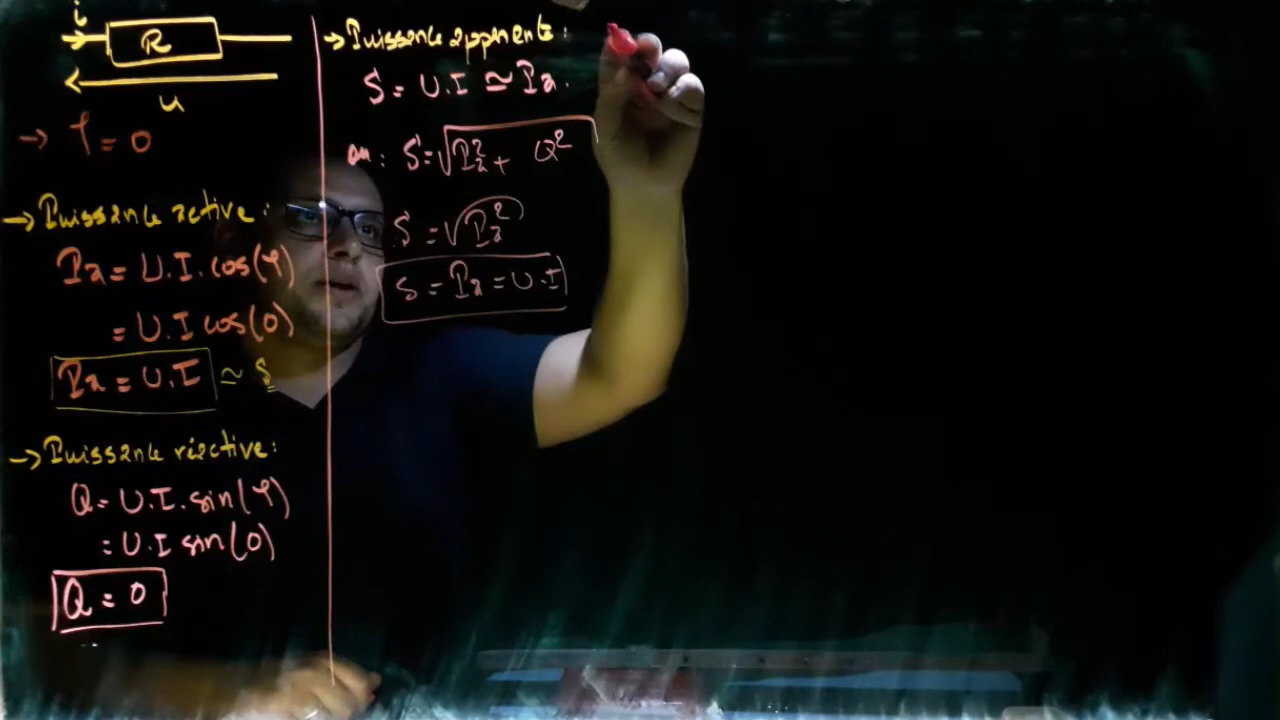 i
R
u
→ φ = 0
→ Puissance active :
Pa = U.I.cos(φ)
= U.I cos(0)
Pa = U.I ≃ S
→ Puissance réactive :
Q = U.I.sin(φ)
= U.I sin(0)
Q = 0
→ Puissance apparente :
S = U.I ≃ Pa.
ou : S = √Pa² + Q²
S = √Pa²
S = Pa = U.I